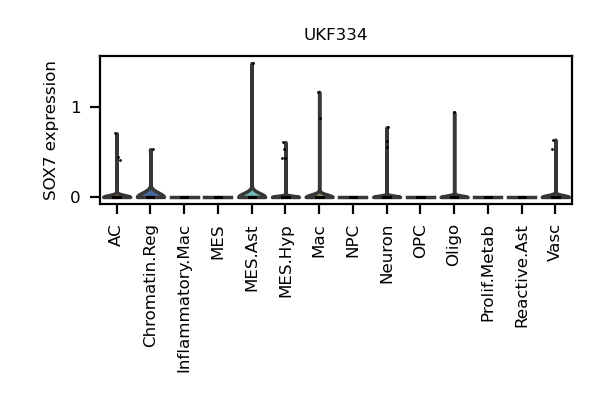 UKF334
SOX7 expression
1
0
AC
Chromatin.Reg
Inflammatory.Mac
MES
MES.Ast
MES.Hyp
Mac
NPC
Neuron
OPC
Oligo
Prolif.Metab
Reactive.Ast
Vasc